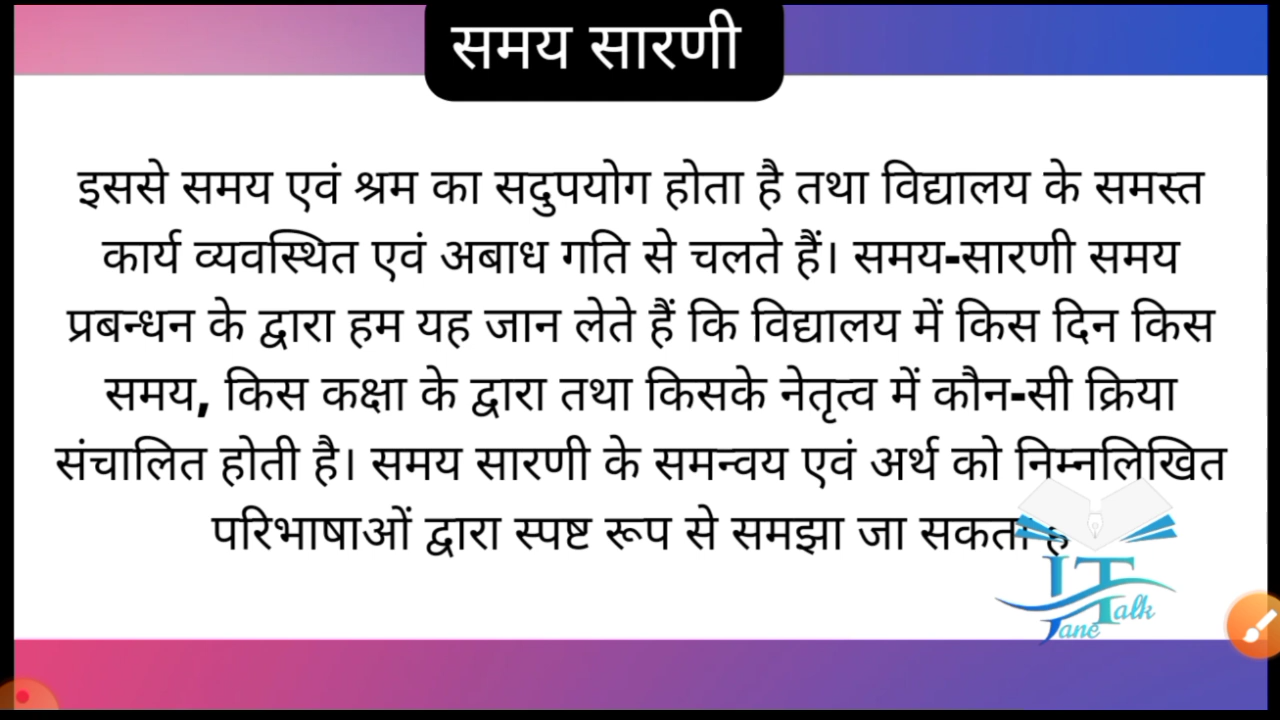 समय सारणी
इससे समय एवं श्रम का सदुपयोग होता है तथा विद्यालय के समस्त
कार्य व्यवस्थित एवं अबाध गति से चलते हैं। समय-सारणी समय
प्रबन्धन के द्वारा हम यह जान लेते हैं कि विद्यालय में किस दिन किस
समय, किस कक्षा के द्वारा तथा किसके नेतृत्व में कौन-सी क्रिया
संचालित होती है। समय सारणी के समन्वय एवं अर्थ को निम्नलिखित
परिभाषाओं द्वारा स्पष्ट रूप से समझा जा सकता है
JT
Jane Talk